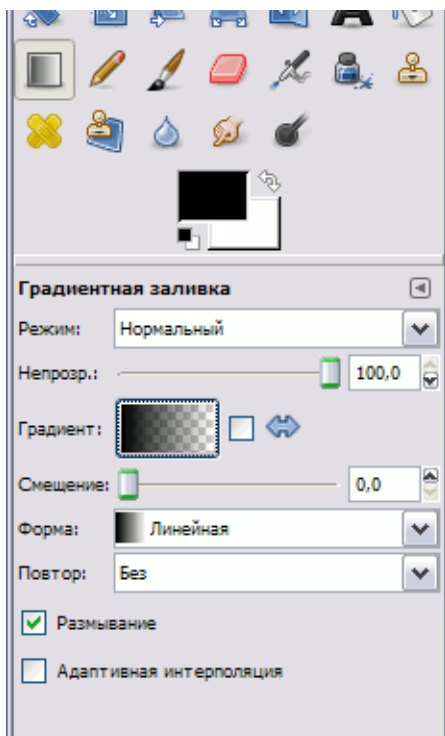 Градиентная заливка
Режим: Нормальный
Непрозр.: 100,0
Градиент:
Смещение: 0,0
Форма: Линейная
Повтор: Без
Размывание
Адаптивная интерполяция